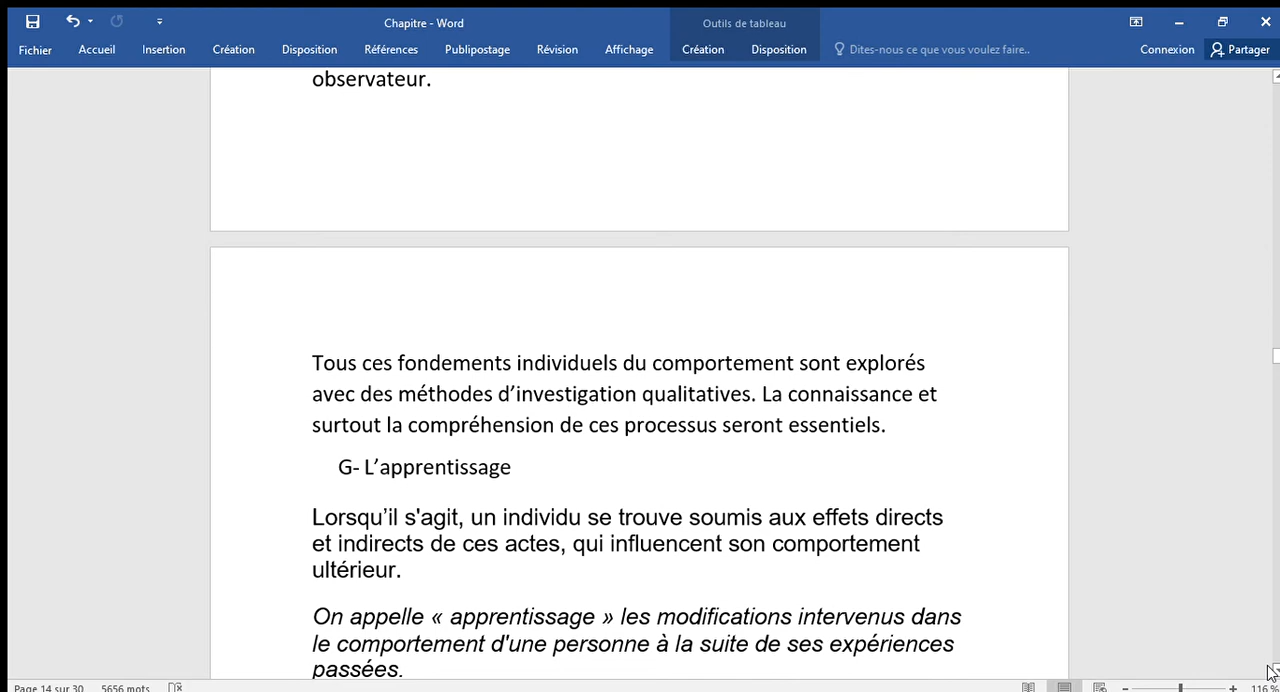 Chapitre - Word
Outils de tableau
Fichier Accueil Insertion Création Disposition Références Publipostage Révision Affichage Création Disposition Dites-nous ce que vous voulez faire.. Connexion Partager
observateur.
Tous ces fondements individuels du comportement sont explorés
avec des méthodes d’investigation qualitatives. La connaissance et
surtout la compréhension de ces processus seront essentiels.
G- L’apprentissage
Lorsqu’il s'agit, un individu se trouve soumis aux effets directs
et indirects de ces actes, qui influencent son comportement
ultérieur.
On appelle « apprentissage » les modifications intervenus dans
le comportement d'une personne à la suite de ses expériences
passées.
Page 14 sur 30 5656 mots 116 %